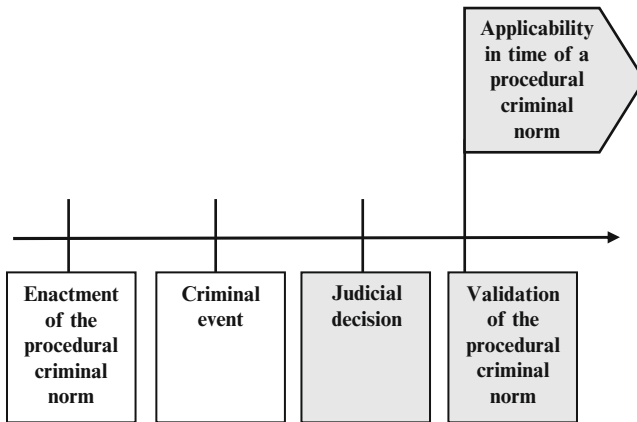 Applicability
in time of a
procedural
criminal
norm
Enactment
of the
procedural
criminal
norm
Criminal
event
Judicial
decision
Validation
of the
procedural
criminal
norm